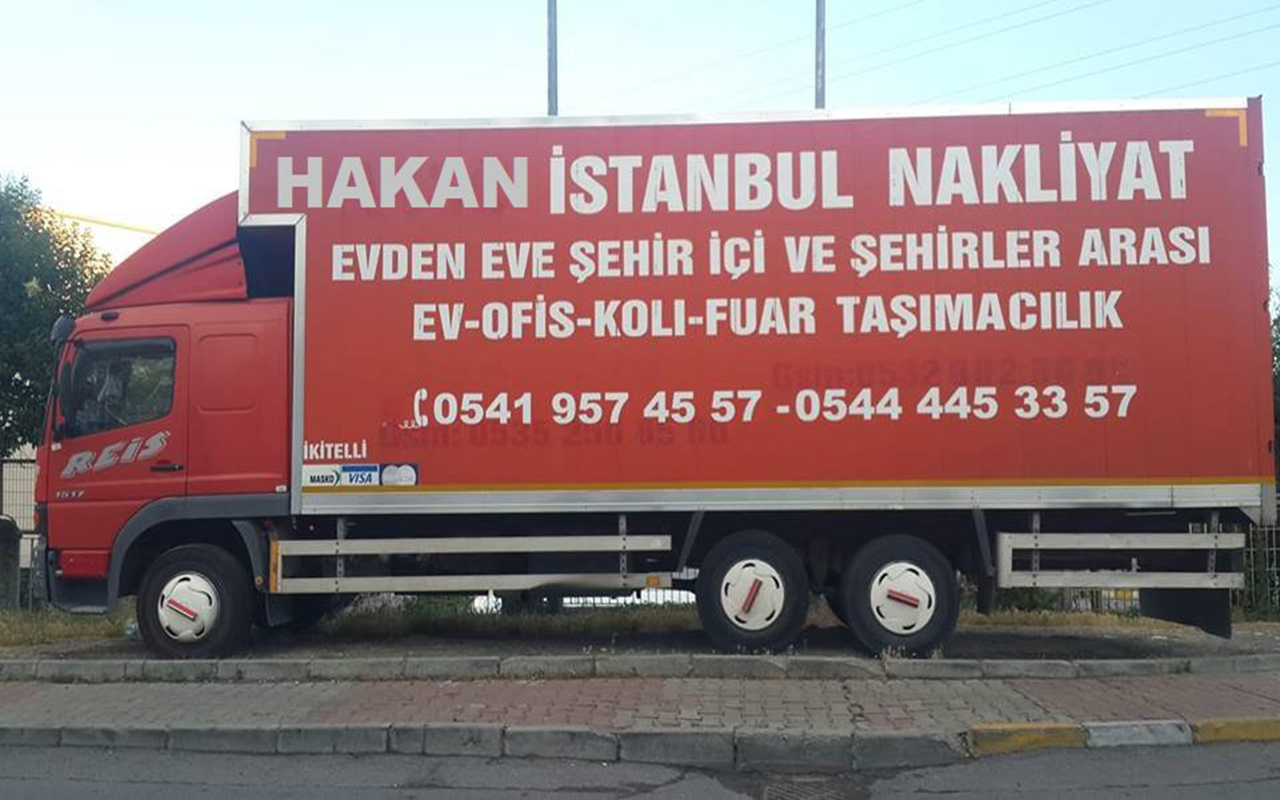 HAKAN İSTANBUL NAKLİYAT
EVDEN EVE ŞEHİR İÇİ VE ŞEHİRLER ARASI
EV-OFİS-KOLI-FUAR TAŞIMACILIK
0541 957 45 57 -0544 445 33 57
İKİTELLİ
MASKO VISA
REIS
1517